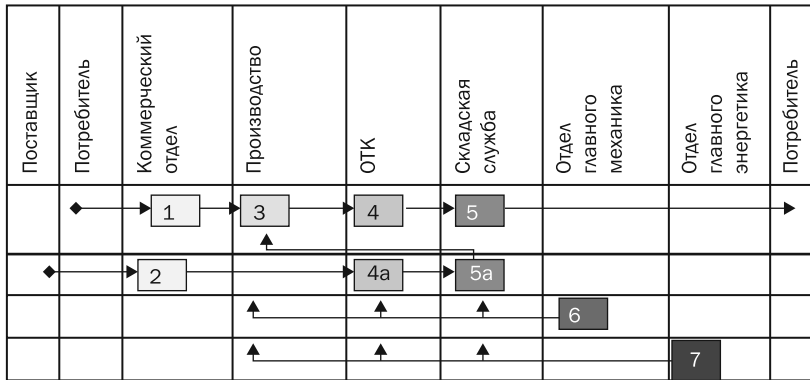 Поставщик
Потребитель
Коммерческий
отдел
Производство
ОТК
Складская
служба
Отдел
главного
механика
Отдел
главного
энергетика
Потребитель
1
3
4
5
2
4а
5а
6
7